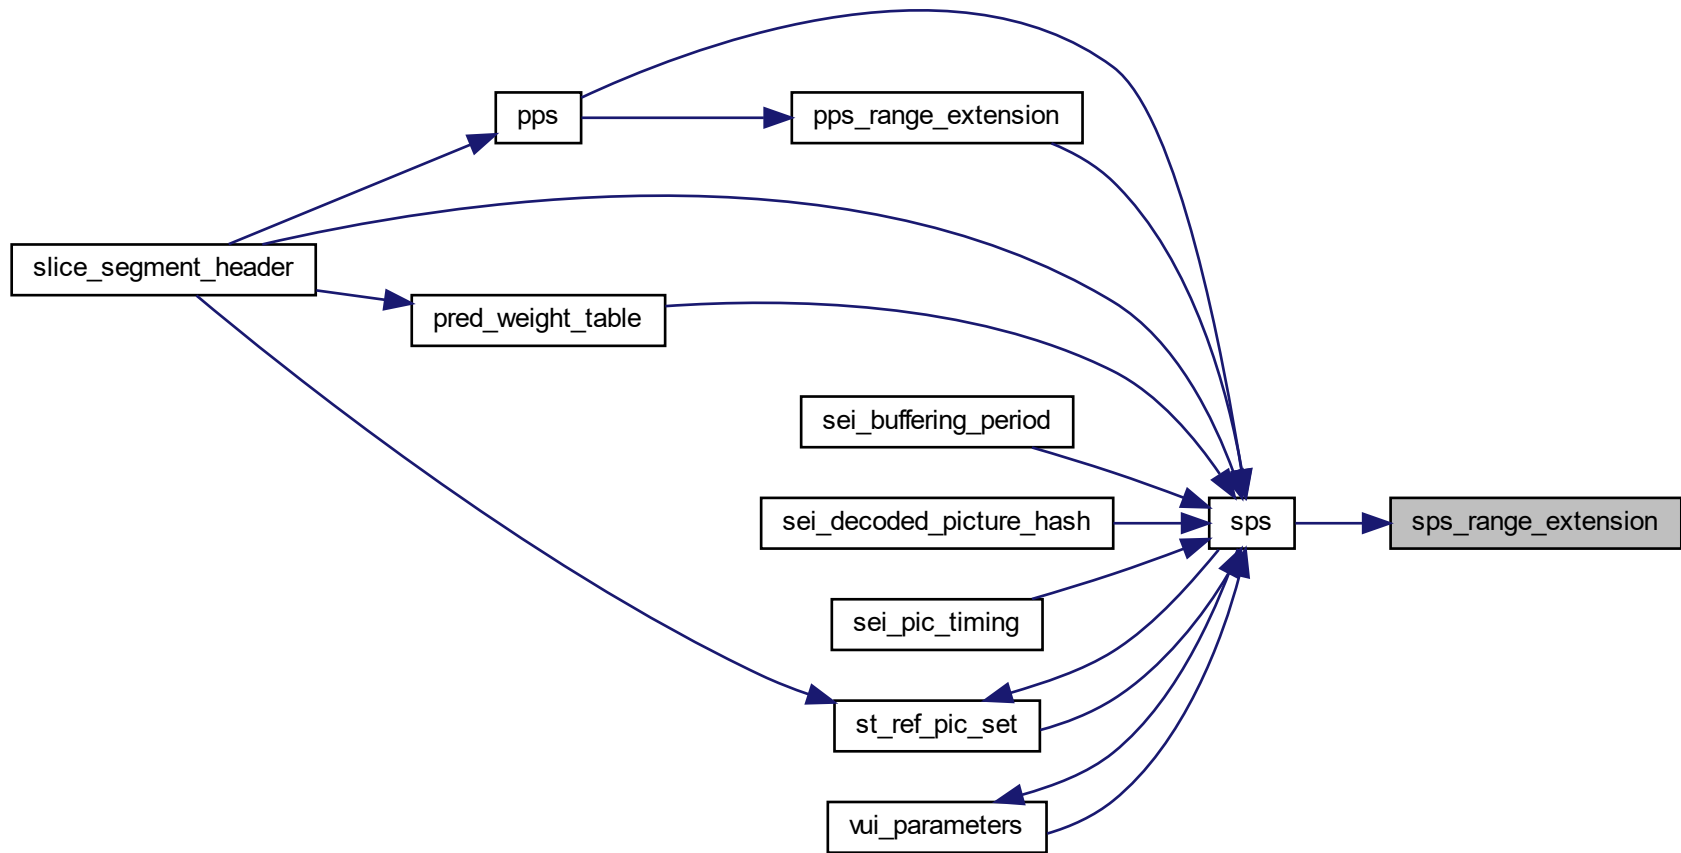 pps
pps_range_extension
slice_segment_header
pred_weight_table
sei_buffering_period
sei_decoded_picture_hash
sps
sps_range_extension
sei_pic_timing
st_ref_pic_set
vui_parameters